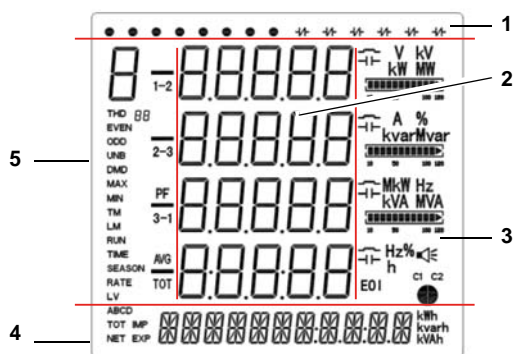 1
V kV
kW MW
1-2
2
THD 88
EVEN
ODD
UNB
DMD
MAX
MIN
TM
LM
RUN
TIME
SEASON
RATE
LV
ABCD
TOT IMP
NET EXP
5
4
2-3
A %
kvar Mvar
PF
3-1
MkW Hz
kVA MVA
3
AVG
TOT
Hz%
h
E01
C1 C2
kWh
kvarh
kVAh